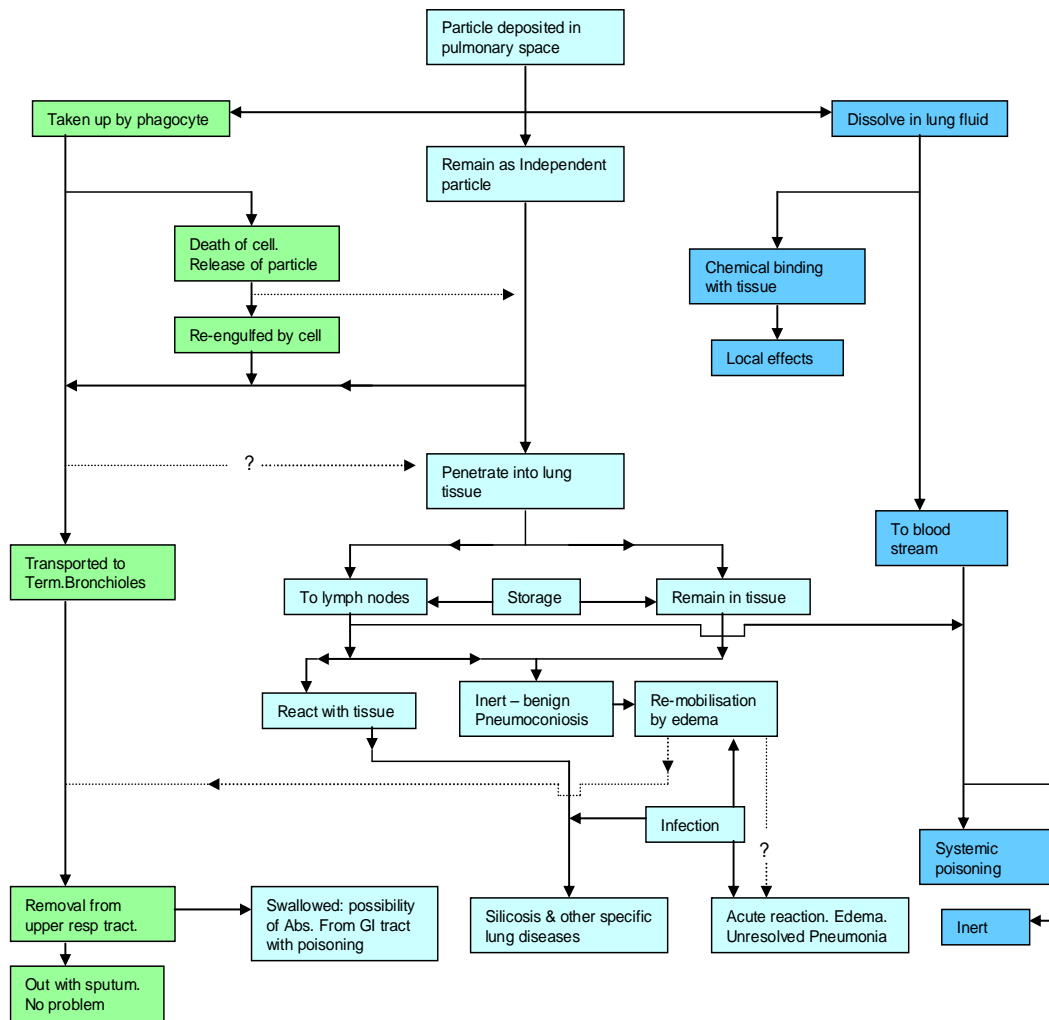 Particle deposited in
pulmonary space
Taken up by phagocyte
Dissolve in lung fluid
Remain as Independent
particle
Death of cell.
Release of particle
Chemical binding
with tissue
Re-engulfed by cell
Local effects
?
Penetrate into lung
tissue
To blood
stream
Transported to
Term.Bronchioles
To lymph nodes
Storage
Remain in tissue
React with tissue
Inert – benign
Pneumoconiosis
Re-mobilisation
by edema
Infection
?
Systemic
poisoning
Removal from
upper resp tract.
Swallowed: possibility
of Abs. From GI tract
with poisoning
Silicosis & other specific
lung diseases
Acute reaction. Edema.
Unresolved Pneumonia
Inert
Out with sputum.
No problem